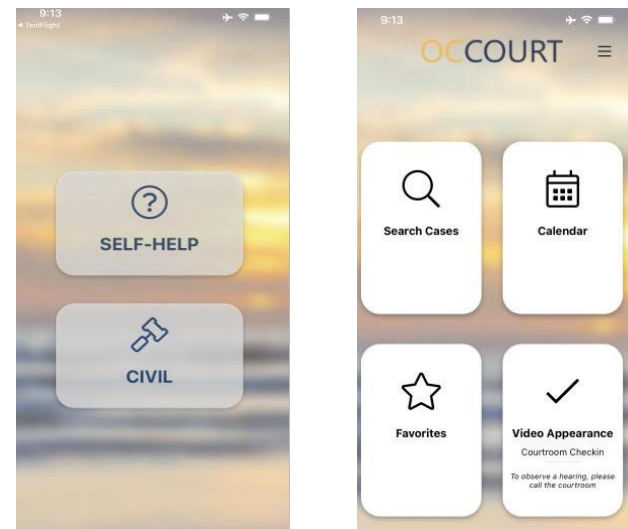 9:13
◀ TestFlight
SELF-HELP
CIVIL
9:13
OCCOURT
Search Cases
Calendar
Favorites
Video Appearance
Courtroom Checkin
To observe a hearing, please
call the courtroom